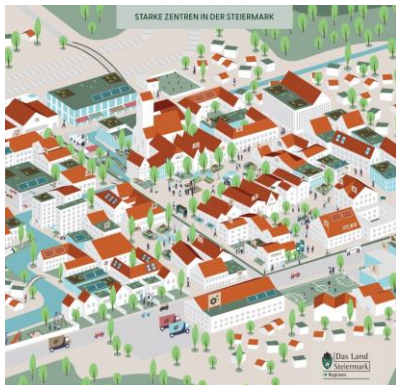 STARKE ZENTREN IN DER STEIERMARK
Das Land
Steiermark
Regionen